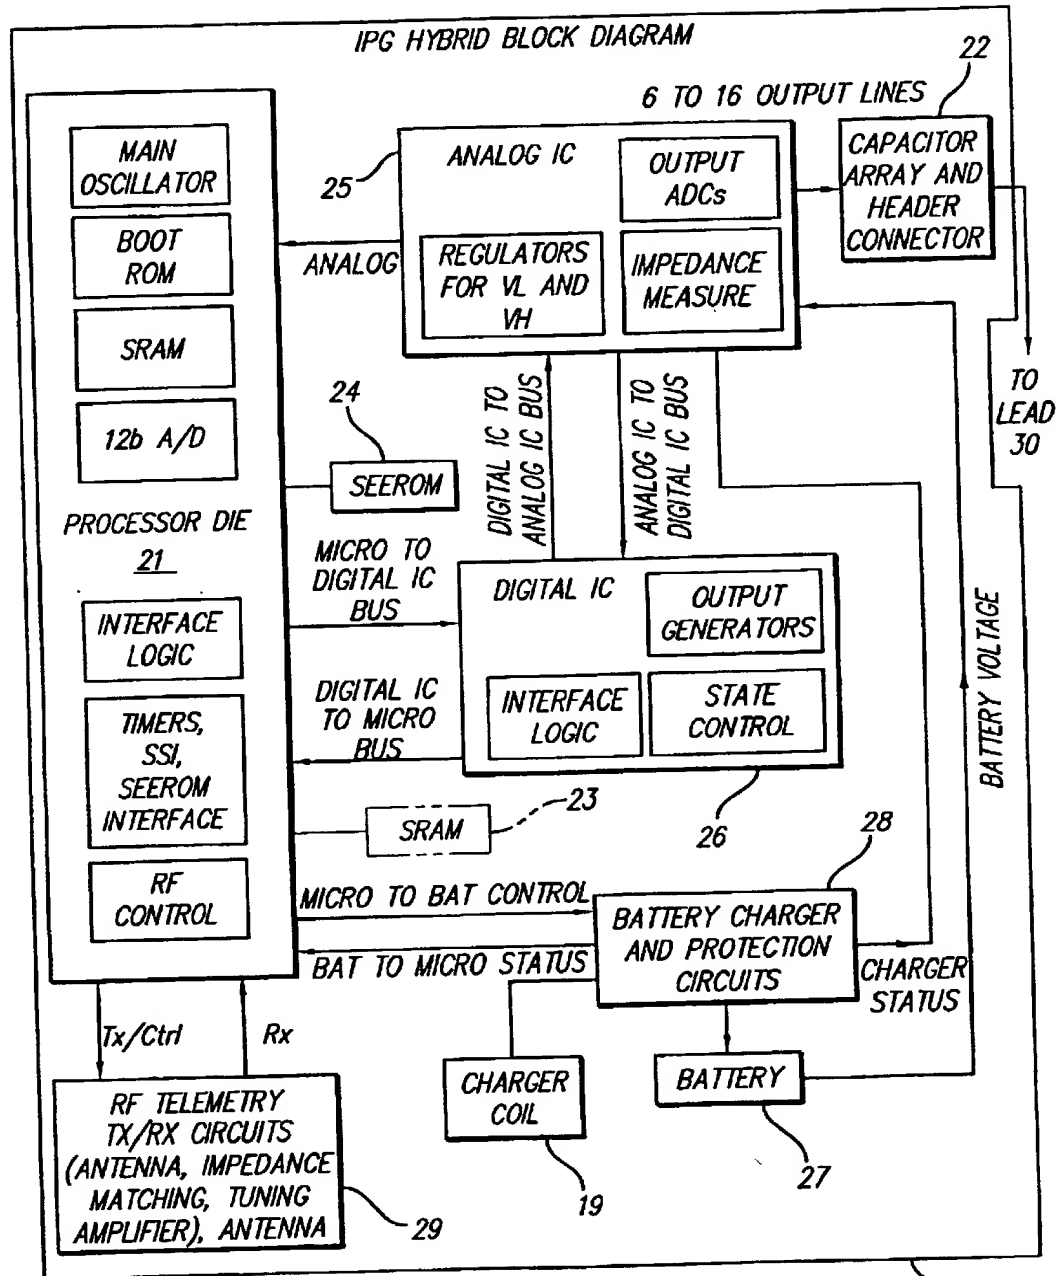 IPG HYBRID BLOCK DIAGRAM
22
6 TO 16 OUTPUT LINES
MAIN
OSCILLATOR
BOOT
ROM
SRAM
12b A/D
PROCESSOR DIE
21
INTERFACE
LOGIC
TIMERS,
SSI,
SEEROM
INTERFACE
RF
CONTROL
25
ANALOG IC
OUTPUT
ADCs
REGULATORS
FOR VL AND
VH
IMPEDANCE
MEASURE
CAPACITOR
ARRAY AND
HEADER
CONNECTOR
ANALOG
TO
LEAD
30
24
SEEROM
DIGITAL IC TO
ANALOG IC BUS
ANALOG IC TO
DIGITAL IC BUS
MICRO TO
DIGITAL IC
BUS
DIGITAL IC
OUTPUT
GENERATORS
INTERFACE
LOGIC
STATE
CONTROL
DIGITAL IC
TO MICRO
BUS
BATTERY VOLTAGE
23
SRAM
26
28
MICRO TO BAT CONTROL
BAT TO MICRO STATUS
BATTERY CHARGER
AND PROTECTION
CIRCUITS
CHARGER
STATUS
Tx/Ctrl
Rx
CHARGER
COIL
BATTERY
27
19
RF TELEMETRY
TX/RX CIRCUITS
(ANTENNA, IMPEDANCE
MATCHING, TUNING
AMPLIFIER), ANTENNA
29